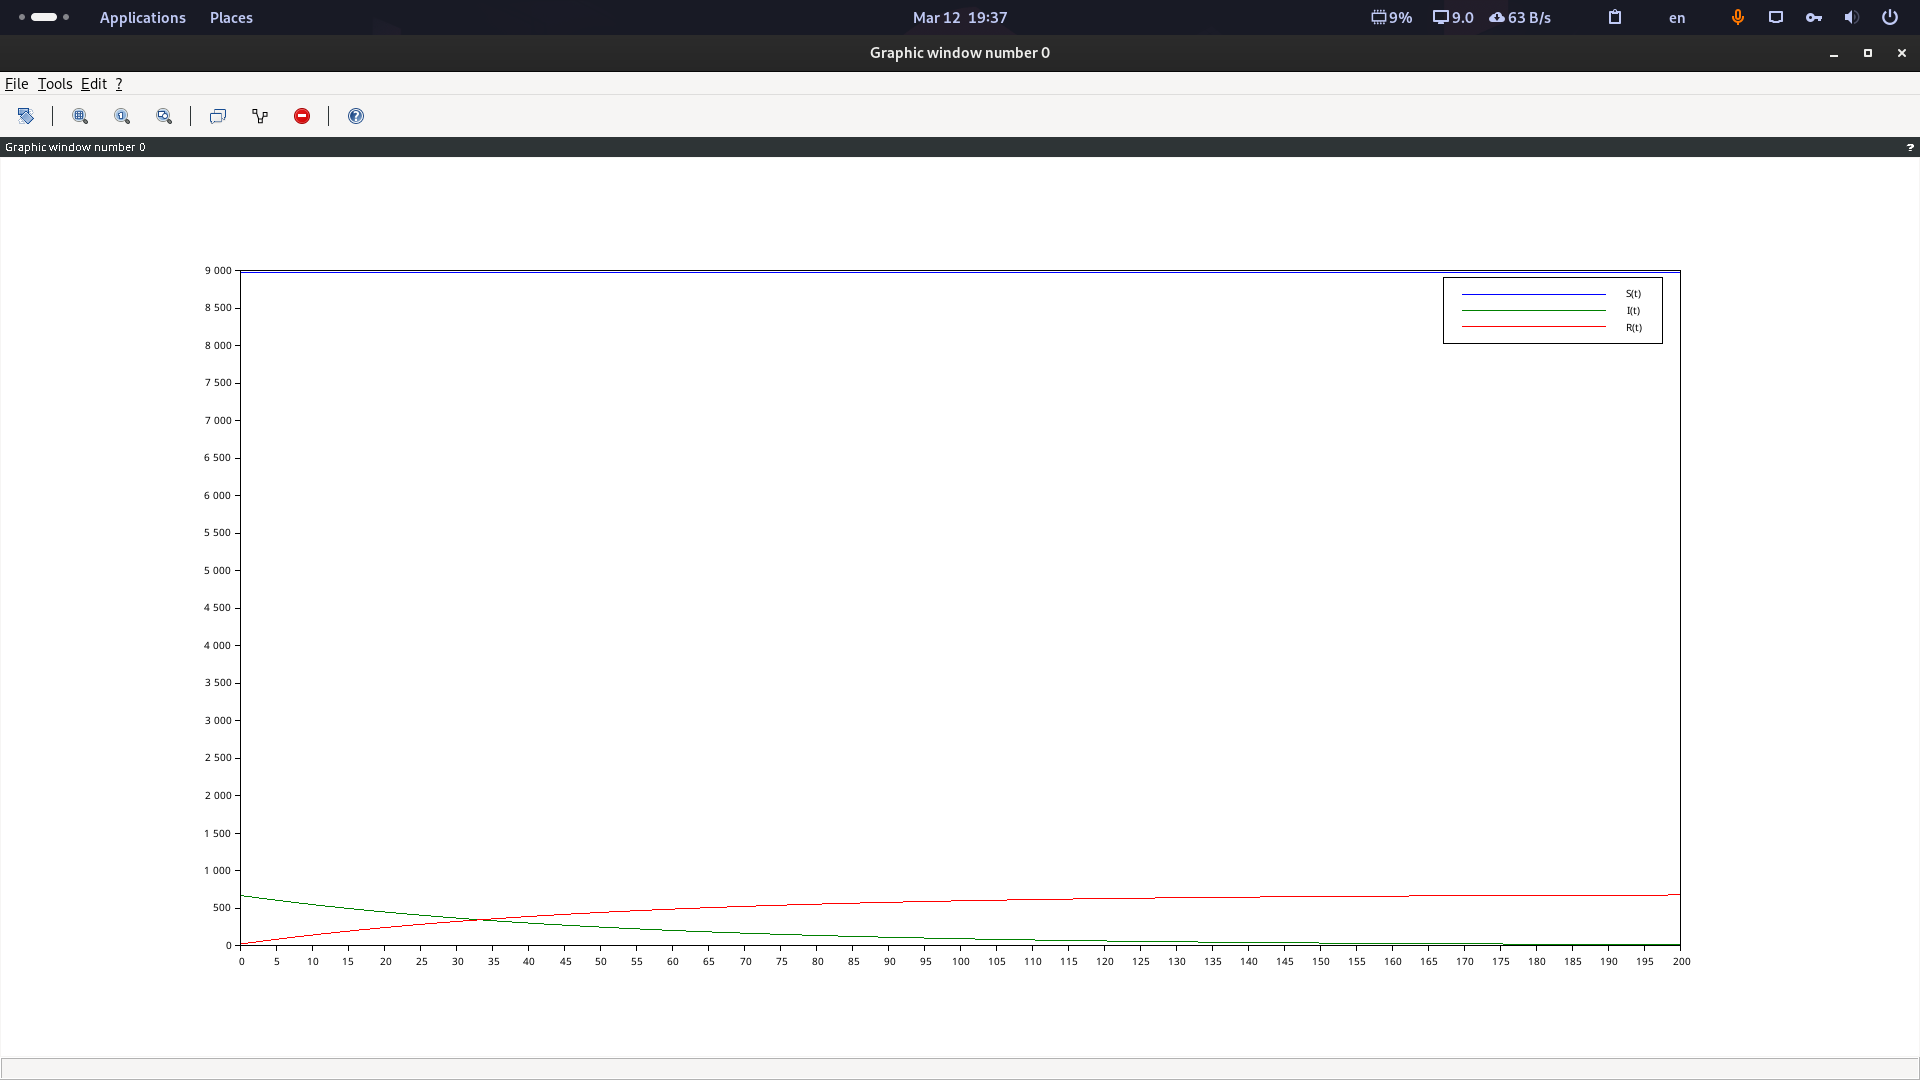 Applications Places Mar 12 19:37 9% 9.0 63 B/s en
Graphic window number 0
File Tools Edit ?
Graphic window number 0 ?
9 000
8 500
8 000
7 500
7 000
6 500
6 000
5 500
5 000
4 500
4 000
3 500
3 000
2 500
2 000
1 500
1 000
500
0
S(t)
I(t)
R(t)
0 5 10 15 20 25 30 35 40 45 50 55 60 65 70 75 80 85 90 95 100 105 110 115 120 125 130 135 140 145 150 155 160 165 170 175 180 185 190 195 200